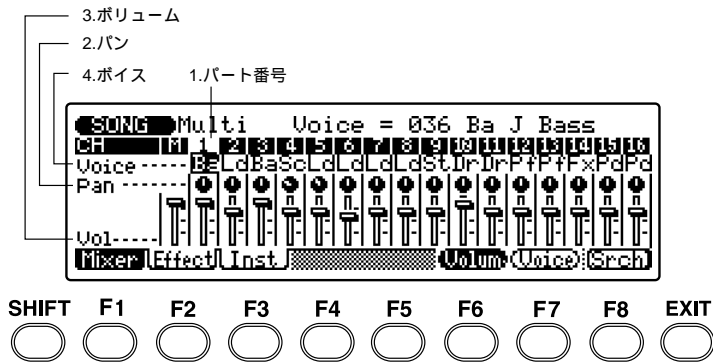 3.ボリューム
2.パン
4.ボイス 1.パート番号
SONG Multi Voice = 036 Ba J Bass
CH M 1 2 3 4 5 6 7 8 9 10 11 12 13 14 15 16
Voice ----- Ba Ld Ba Sc Ld Ld Ld Ld St Dr Dr Pf Pf Fx Pd Pd
Pan ------
Vol-----
Mixer Effect Inst Volum Voice Srch
SHIFT F1 F2 F3 F4 F5 F6 F7 F8 EXIT